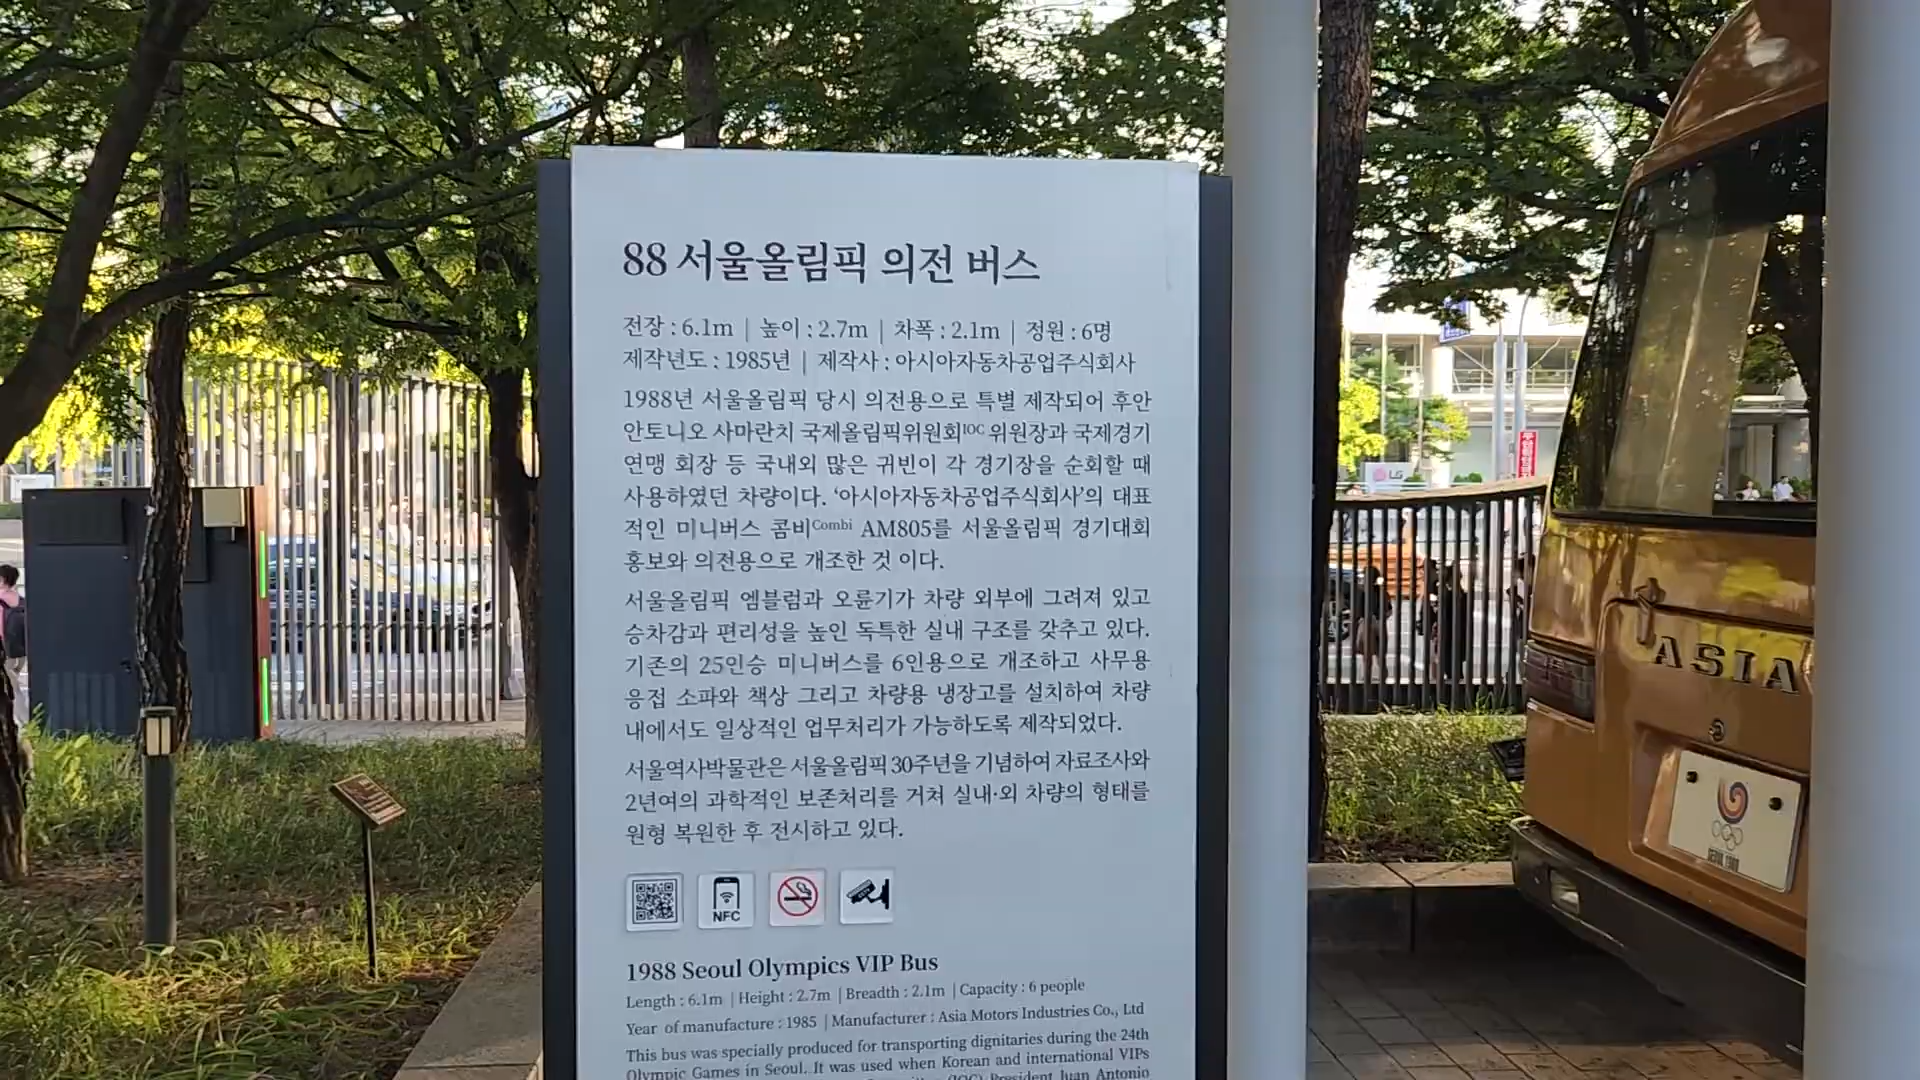 88 서울올림픽 의전 버스
전장 : 6.1m | 높이 : 2.7m | 차폭 : 2.1m | 정원 : 6명
제작년도 : 1985년 | 제작사 : 아시아자동차공업주식회사
1988년 서울올림픽 당시 의전용으로 특별 제작되어 후안
안토니오 사마란치 국제올림픽위원회IOC 위원장과 국제경기
연맹 회장 등 국내외 많은 귀빈이 각 경기장을 순회할 때
사용하였던 차량이다. ‘아시아자동차공업주식회사’의 대표
적인 미니버스 콤비Combi AM805를 서울올림픽 경기대회
홍보와 의전용으로 개조한 것 이다.
서울올림픽 엠블럼과 오륜기가 차량 외부에 그려져 있고
승차감과 편리성을 높인 독특한 실내 구조를 갖추고 있다.
기존의 25인승 미니버스를 6인용으로 개조하고 사무용
응접 소파와 책상 그리고 차량용 냉장고를 설치하여 차량
내에서도 일상적인 업무처리가 가능하도록 제작되었다.
서울역사박물관은 서울올림픽 30주년을 기념하여 자료조사와
2년여의 과학적인 보존처리를 거쳐 실내·외 차량의 형태를
원형 복원한 후 전시하고 있다.
NFC
1988 Seoul Olympics VIP Bus
Length : 6.1m | Height : 2.7m | Breadth : 2.1m | Capacity : 6 people
Year of manufacture : 1985 | Manufacturer : Asia Motors Industries Co., Ltd
This bus was specially produced for transporting dignitaries during the 24th
Olympic Games in Seoul. It was used when Korean and international VIPs
(IOC) President Juan Antonio
ASIA
SEOUL 1988
LG